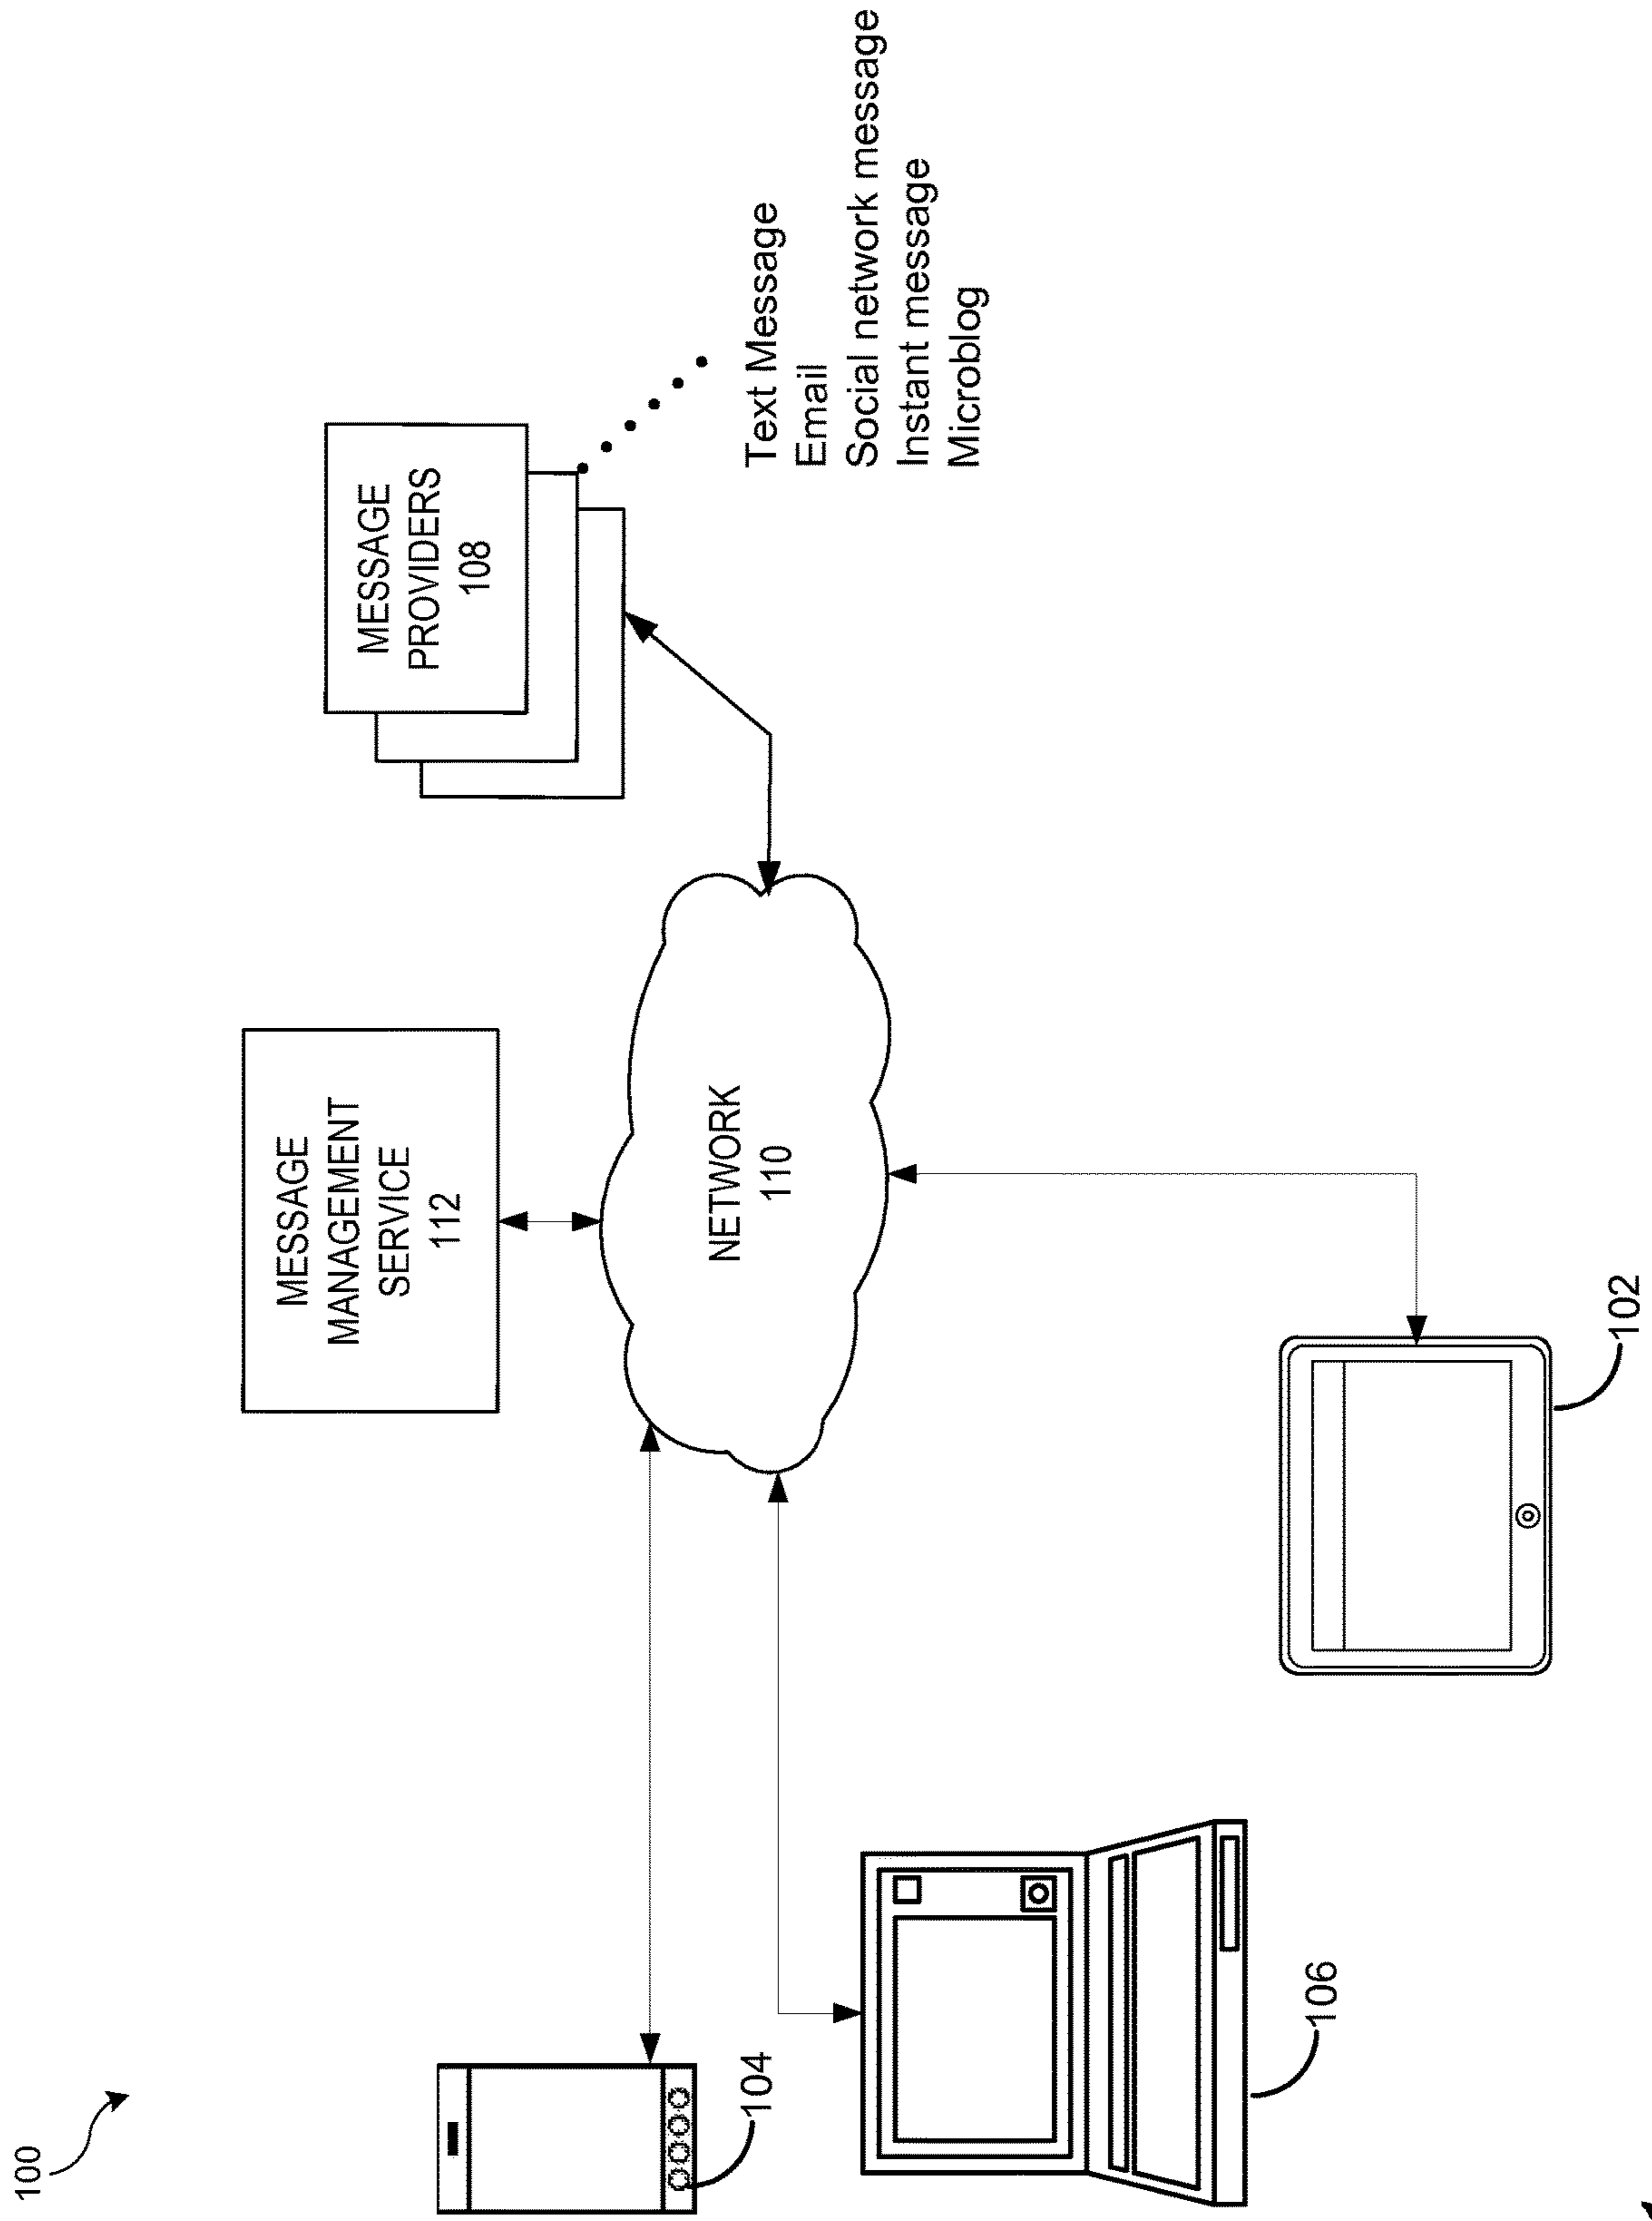 100
MESSAGE
MANAGEMENT
SERVICE
112
MESSAGE
PROVIDERS
108
104
NETWORK
110
Text Message
Email
Social network message
Instant message
Microblog
106
102